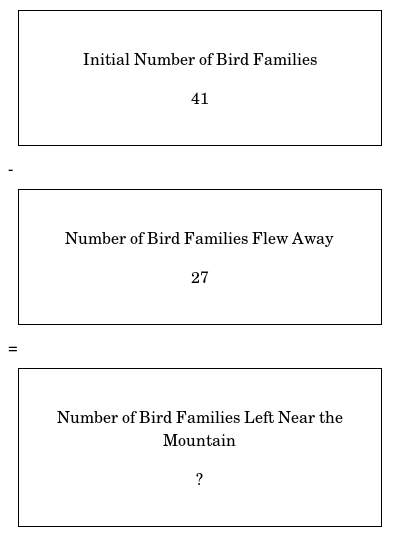 Initial Number of Bird Families
41
-
Number of Bird Families Flew Away
27
=
Number of Bird Families Left Near the
Mountain
?